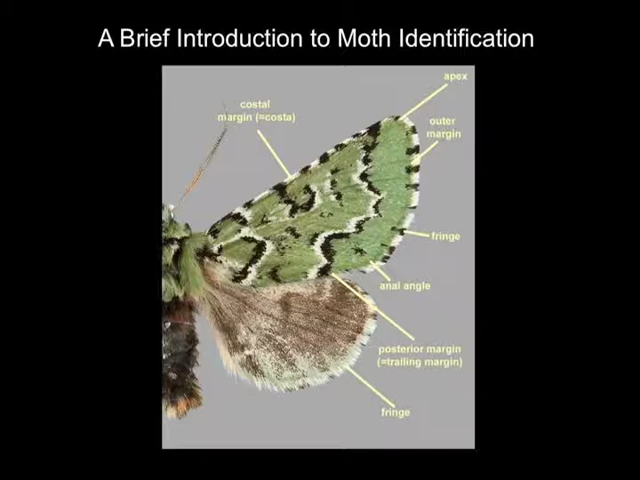 A Brief Introduction to Moth Identification
apex
costal
margin (=costa)
outer
margin
fringe
anal angle
posterior margin
(=trailing margin)
fringe